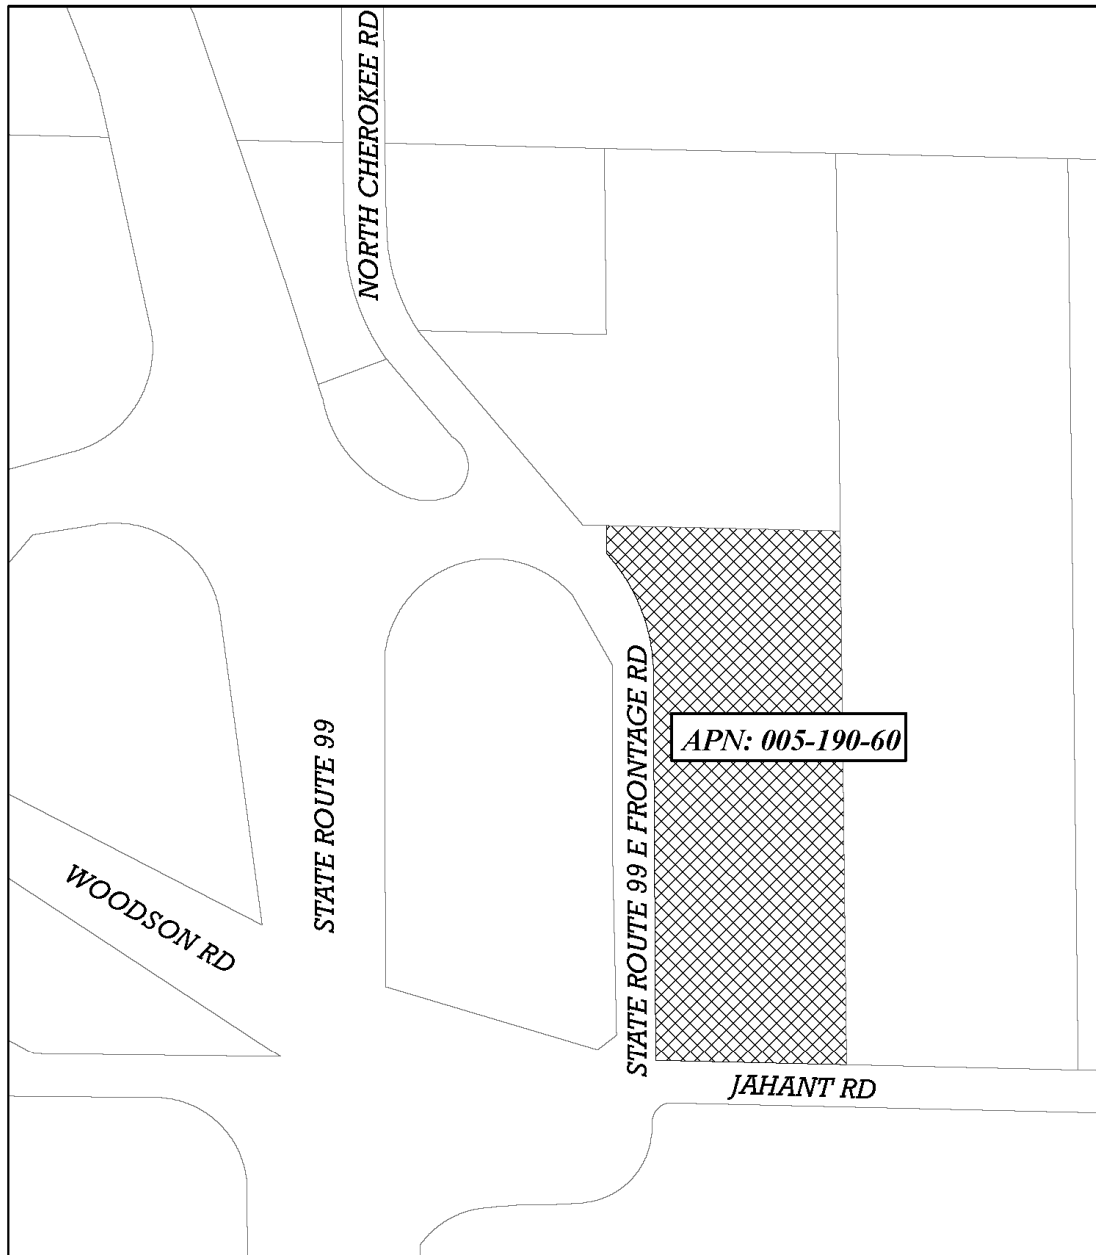 NORTH CHEROKEE RD
STATE ROUTE 99 E FRONTAGE RD
APN: 005-190-60
STATE ROUTE 99
WOODSON RD
JAHANT RD